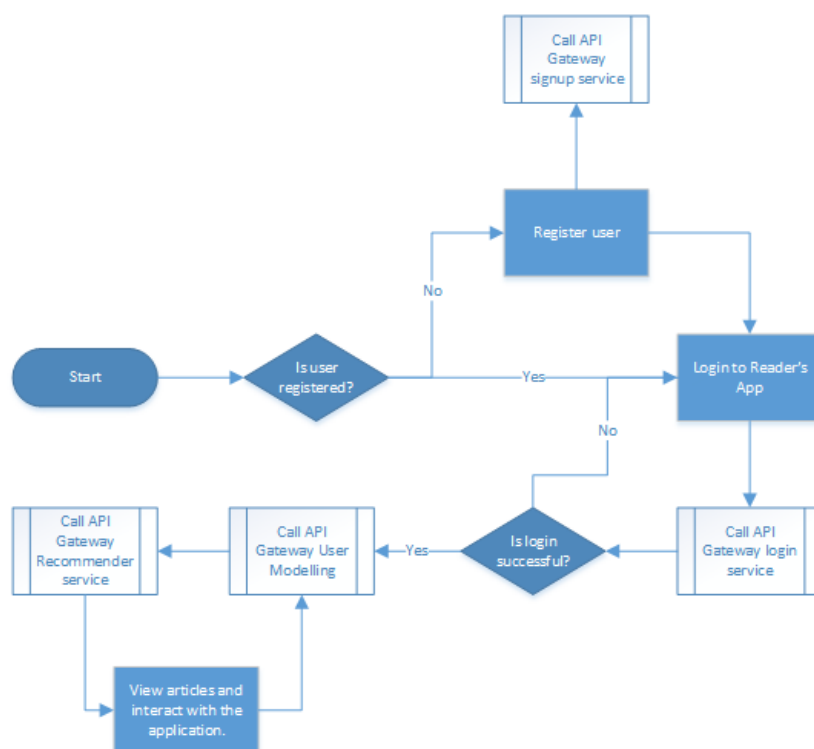 Call API
Gateway
signup service
Register user
No
Start
Is user
registered?
Yes
Login to Reader's
App
No
Call API
Gateway
Recommender
service
Call API
Gateway User
Modelling
Yes
Is login
successful?
Call API
Gateway login
service
View articles and
interact with the
application.